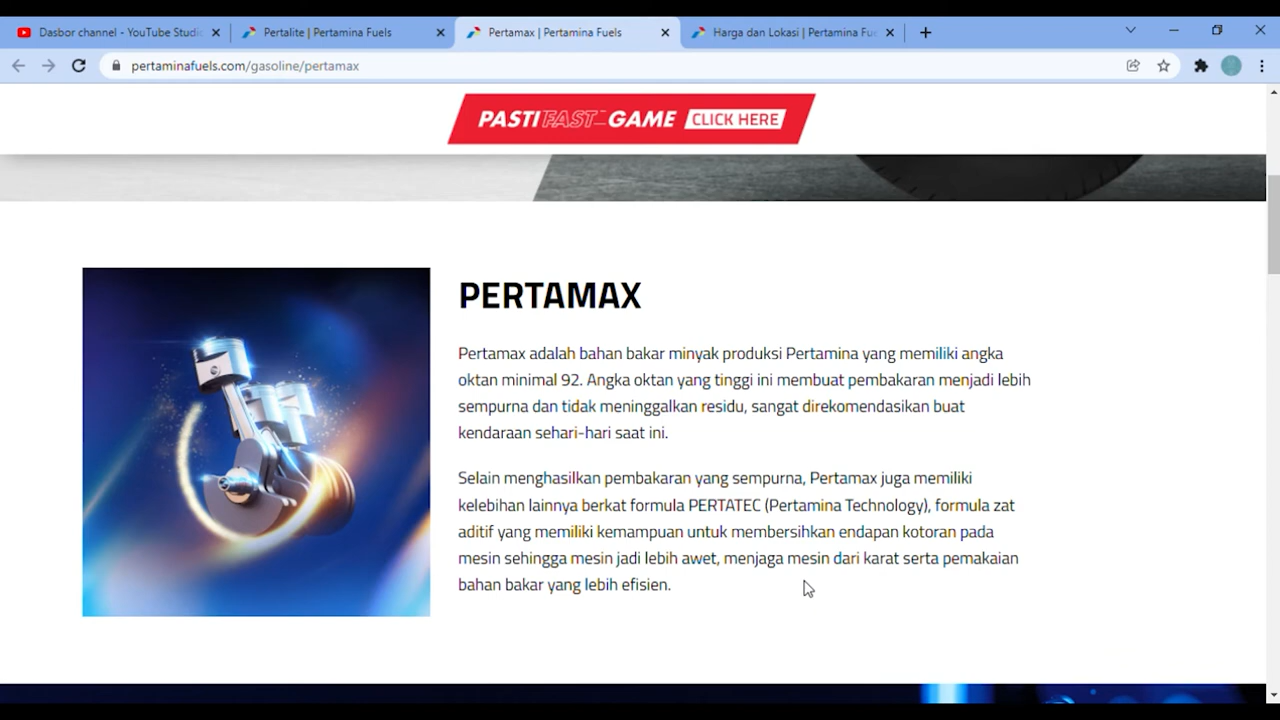 Dasbor channel - YouTube Studio
Pertalite | Pertamina Fuels
Pertamax | Pertamina Fuels
Harga dan Lokasi | Pertamina Fue
pertaminafuels.com/gasoline/pertamax
PASTI FAST GAME CLICK HERE
PERTAMAX
Pertamax adalah bahan bakar minyak produksi Pertamina yang memiliki angka
oktan minimal 92. Angka oktan yang tinggi ini membuat pembakaran menjadi lebih
sempurna dan tidak meninggalkan residu, sangat direkomendasikan buat
kendaraan sehari-hari saat ini.
Selain menghasilkan pembakaran yang sempurna, Pertamax juga memiliki
kelebihan lainnya berkat formula PERTATEC (Pertamina Technology), formula zat
aditif yang memiliki kemampuan untuk membersihkan endapan kotoran pada
mesin sehingga mesin jadi lebih awet, menjaga mesin dari karat serta pemakaian
bahan bakar yang lebih efisien.